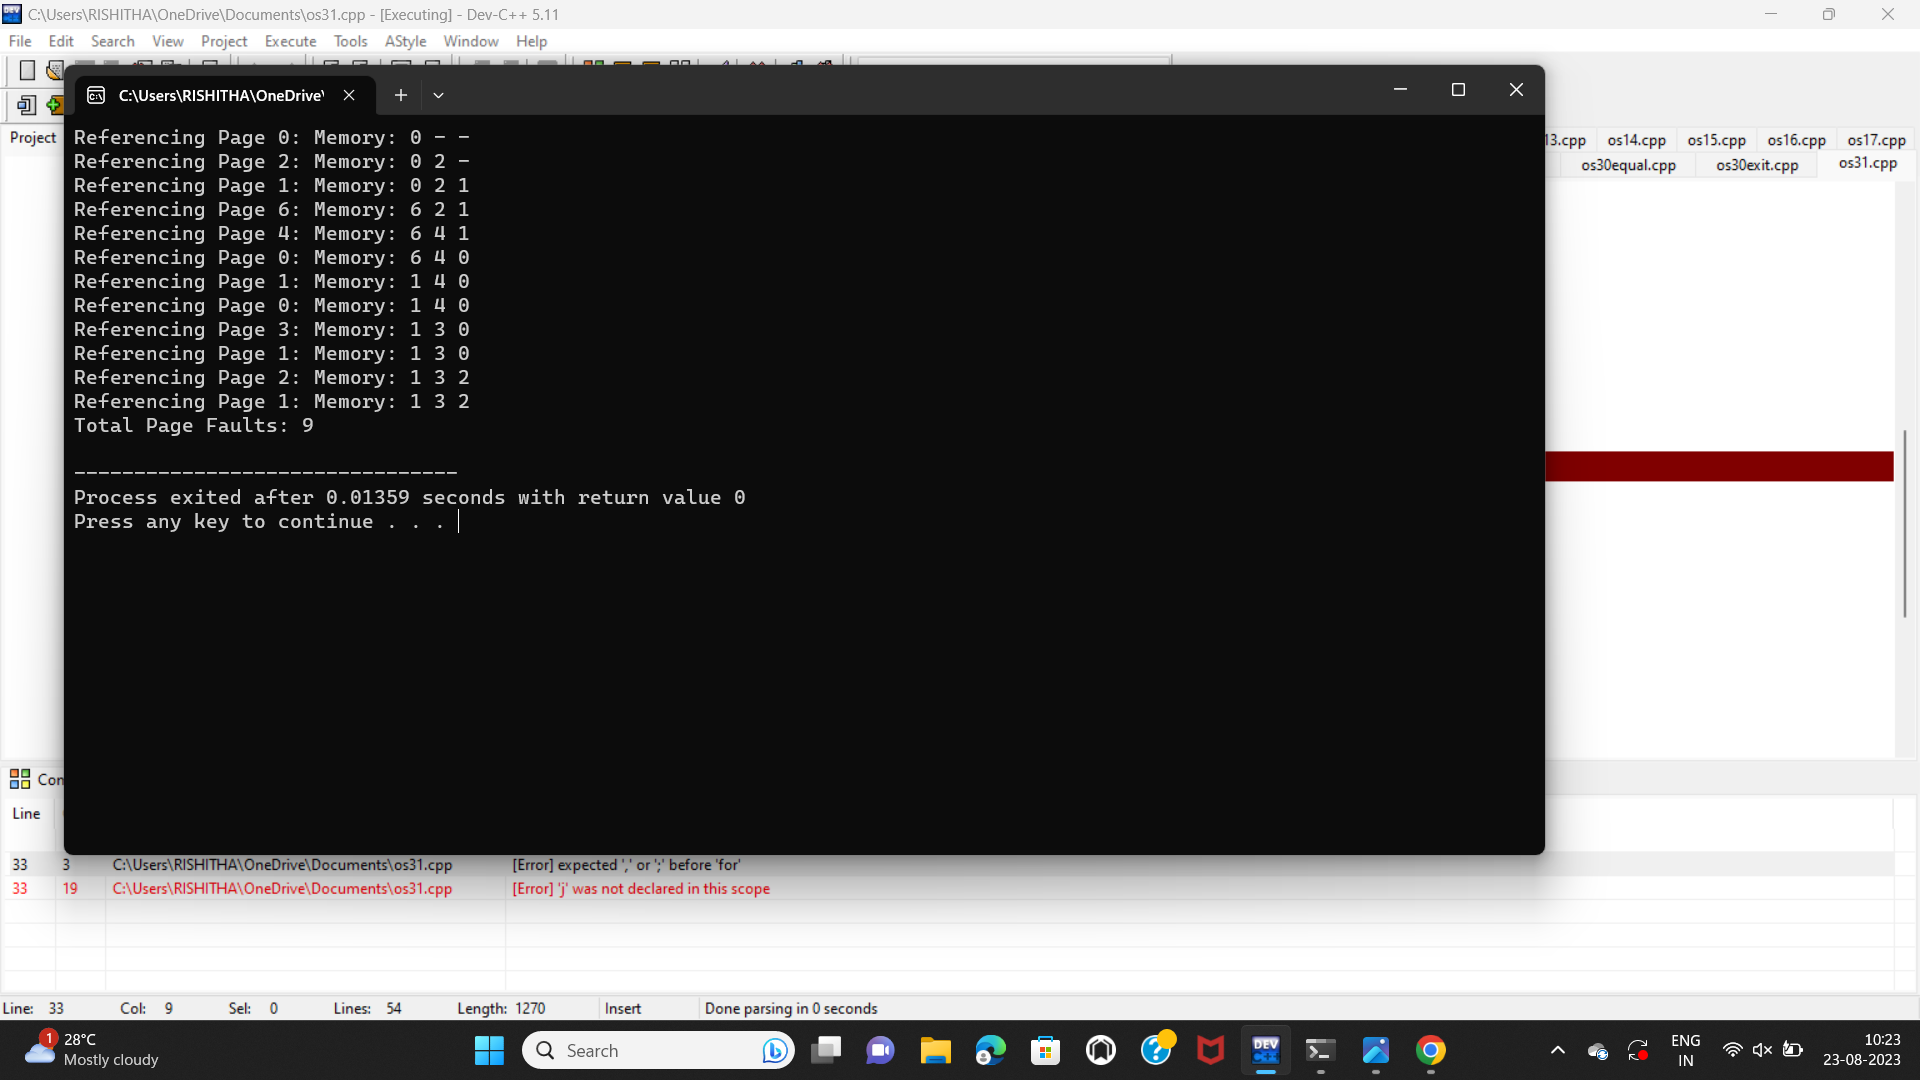 C:\Users\RISHITHA\OneDrive\Documents\os31.cpp - [Executing] - Dev-C++ 5.11
File Edit Search View Project Execute Tools AStyle Window Help
C:\Users\RISHITHA\OneDrive\
Project
13.cpp os14.cpp os15.cpp os16.cpp os17.cpp
os30equal.cpp os30exit.cpp os31.cpp
Referencing Page 0: Memory: 0 - -
Referencing Page 2: Memory: 0 2 -
Referencing Page 1: Memory: 0 2 1
Referencing Page 6: Memory: 6 2 1
Referencing Page 4: Memory: 6 4 1
Referencing Page 0: Memory: 6 4 0
Referencing Page 1: Memory: 1 4 0
Referencing Page 0: Memory: 1 4 0
Referencing Page 3: Memory: 1 3 0
Referencing Page 1: Memory: 1 3 0
Referencing Page 2: Memory: 1 3 2
Referencing Page 1: Memory: 1 3 2
Total Page Faults: 9
--------------------------------
Process exited after 0.01359 seconds with return value 0
Press any key to continue . . .
Con
Line
33 3 C:\Users\RISHITHA\OneDrive\Documents\os31.cpp [Error] expected ',' or ';' before 'for'
33 19 C:\Users\RISHITHA\OneDrive\Documents\os31.cpp [Error] 'j' was not declared in this scope
Line: 33 Col: 9 Sel: 0 Lines: 54 Length: 1270 Insert Done parsing in 0 seconds
1
28°C
Mostly cloudy
Search
DEV C++
ENG
IN
10:23
23-08-2023